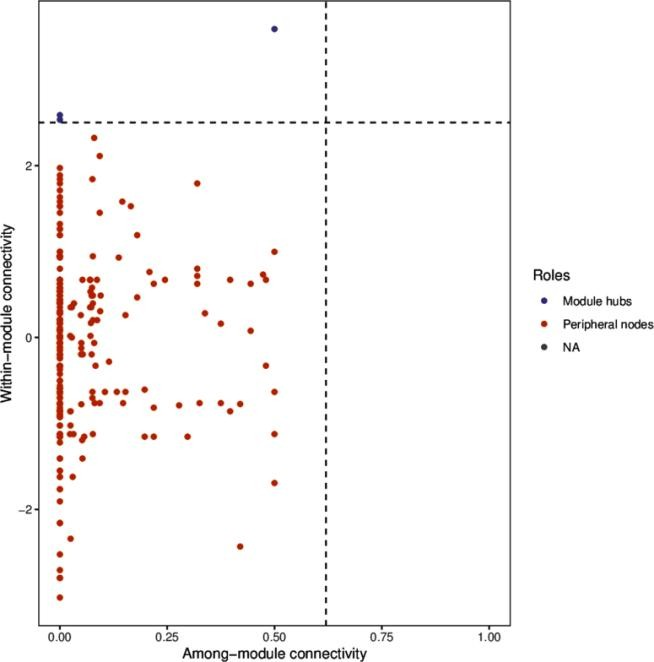 2
0
−2
Within−module connectivity
0.00 0.25 0.50 0.75 1.00
Among−module connectivity
Roles
Module hubs
Peripheral nodes
NA